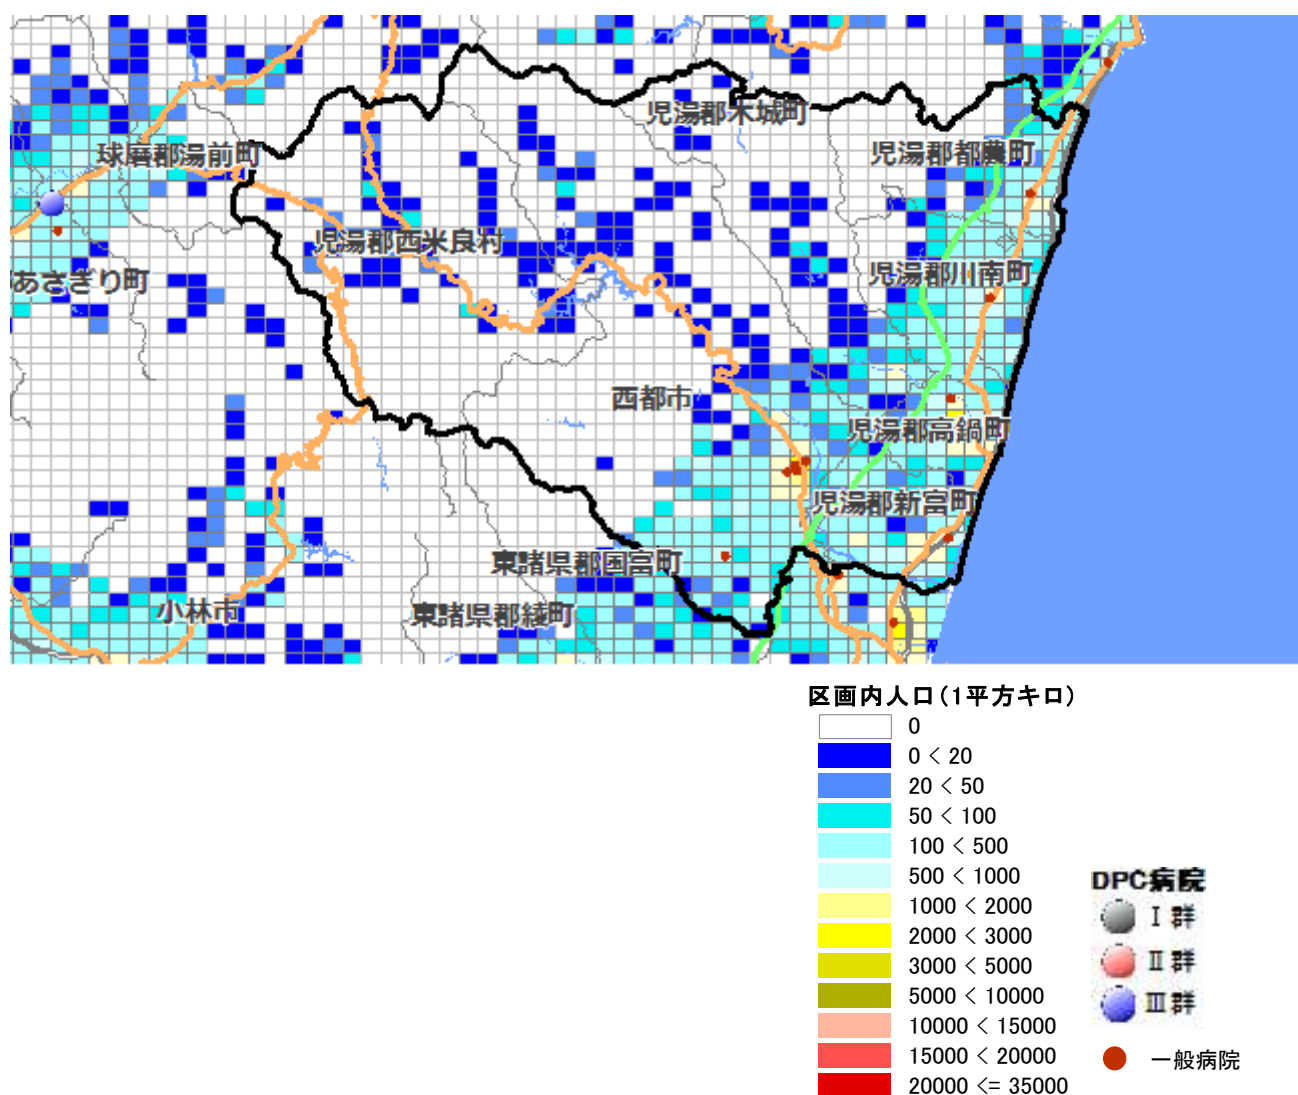 児湯郡木城町
球磨郡湯前町
児湯郡都農町
児湯郡西米良村
あさぎり町
児湯郡川南町
西都市
児湯郡高鍋町
児湯郡新富町
東諸県郡国富町
小林市
東諸県郡綾町
区画内人口(1平方キロ)
0
0 < 20
20 < 50
50 < 100
100 < 500
500 < 1000
1000 < 2000
2000 < 3000
3000 < 5000
5000 < 10000
10000 < 15000
15000 < 20000
20000 <= 35000
DPC病院
Ⅰ群
Ⅱ群
Ⅲ群
一般病院